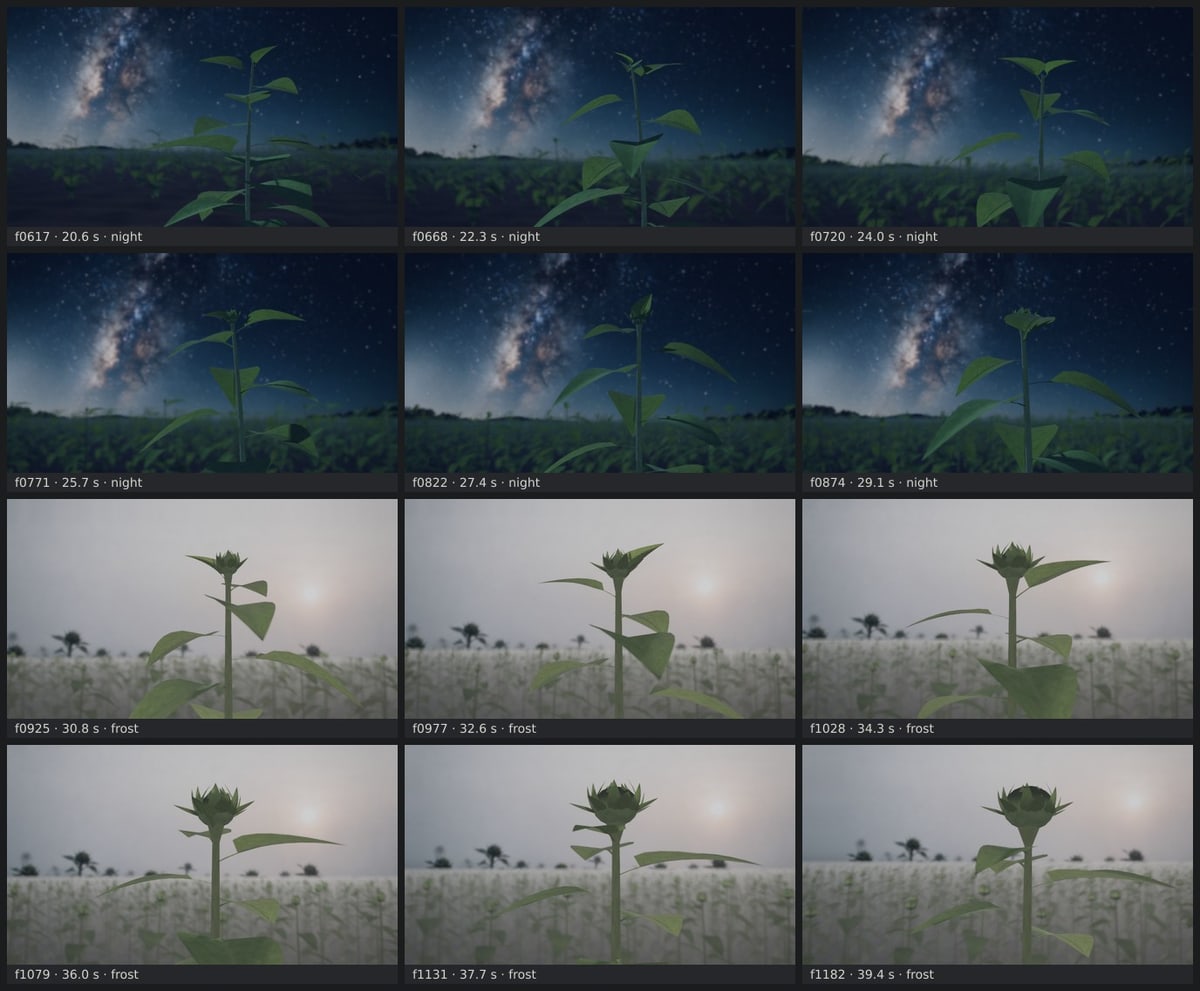 f0617 · 20.6 s · night
f0668 · 22.3 s · night
f0720 · 24.0 s · night
f0771 · 25.7 s · night
f0822 · 27.4 s · night
f0874 · 29.1 s · night
f0925 · 30.8 s · frost
f0977 · 32.6 s · frost
f1028 · 34.3 s · frost
f1079 · 36.0 s · frost
f1131 · 37.7 s · frost
f1182 · 39.4 s · frost